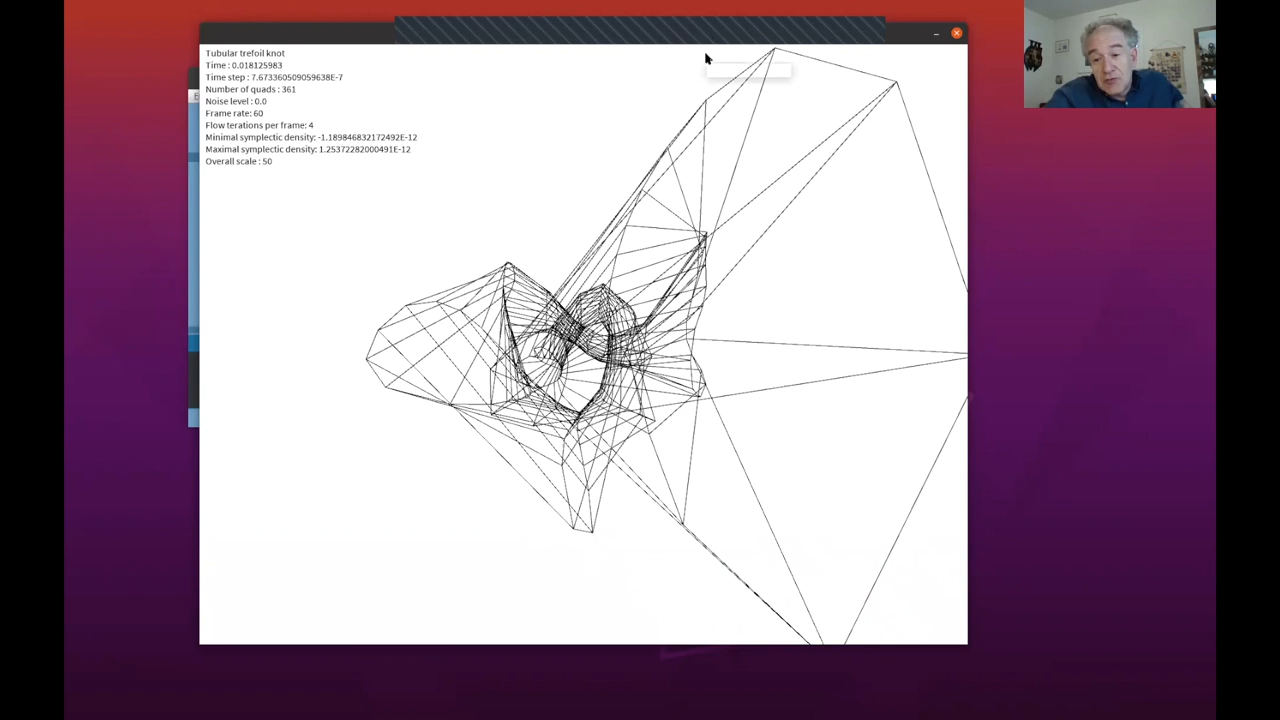 Tubular trefoil knot
Time : 0.018125983
Time step : 7.673360509059638E-7
Number of quads : 361
Noise level : 0.0
Frame rate: 60
Flow terations per frame: 4
Minimal symplectic density: -1.189846832172492E-12
Maximal symplectic density: 1.25372282000491E-12
Overall scale : 50